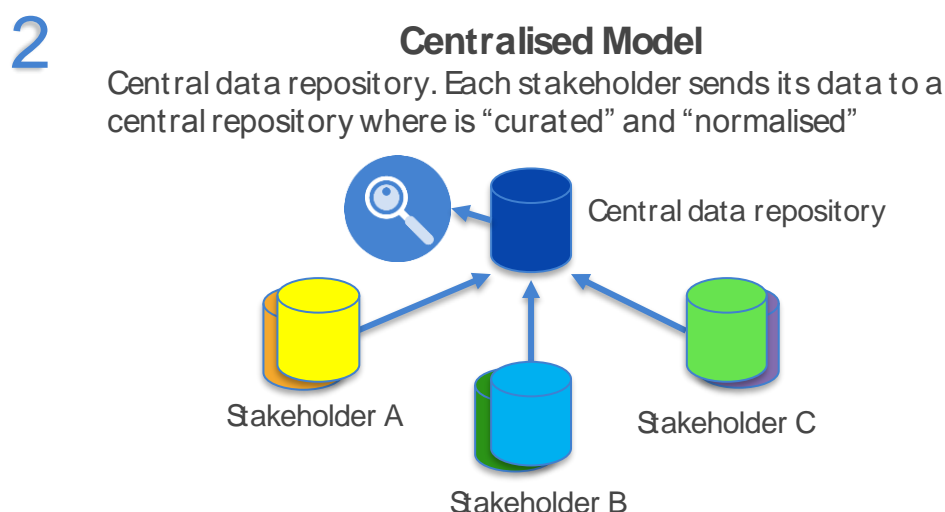 2
Centralised Model
Central data repository. Each stakeholder sends its data to a
central repository where is “curated” and “normalised”
Central data repository
Stakeholder A
Stakeholder C
Stakeholder B